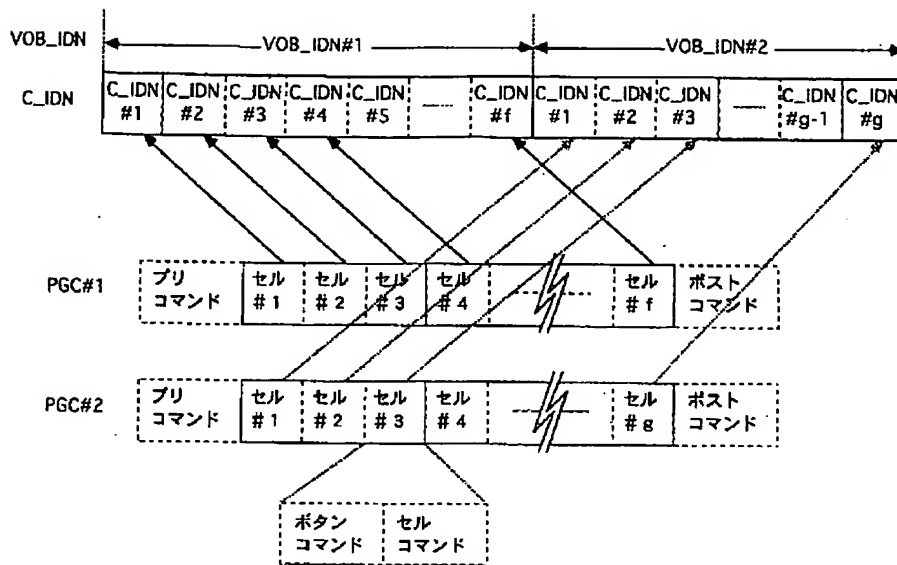 VOB_IDN
VOB_IDN#1
VOB_IDN#2
C_IDN
C_IDN #1
C_IDN #2
C_JDN #3
C_IDN #4
C_IDN #5
C_IDN #f
C_IDN #1
C_IDN #2
C_IDN #3
C_IDN #g-1
C_IDN #g
PGC#1
プリ
コマンド
セル
#1
セル
#2
セル
#3
セル
#4
セル
#f
ポスト
コマンド
PGC#2
プリ
コマンド
セル
#1
セル
#2
セル
#3
セル
#4
セル
#g
ポスト
コマンド
ボタン
コマンド
セル
コマンド